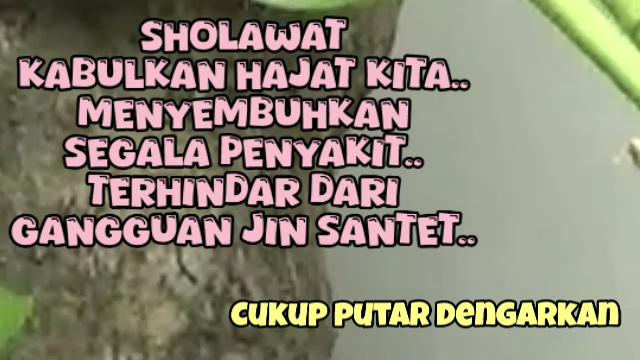 SHOLAWAT
KABULKAN HAJAT KITA..
MENYEMBUHKAN
SEGALA PENYAKIT..
TERHINDAR DARI
GANGGUAN JIN SANTET..
CUKUP PUTAR DENGARKAN